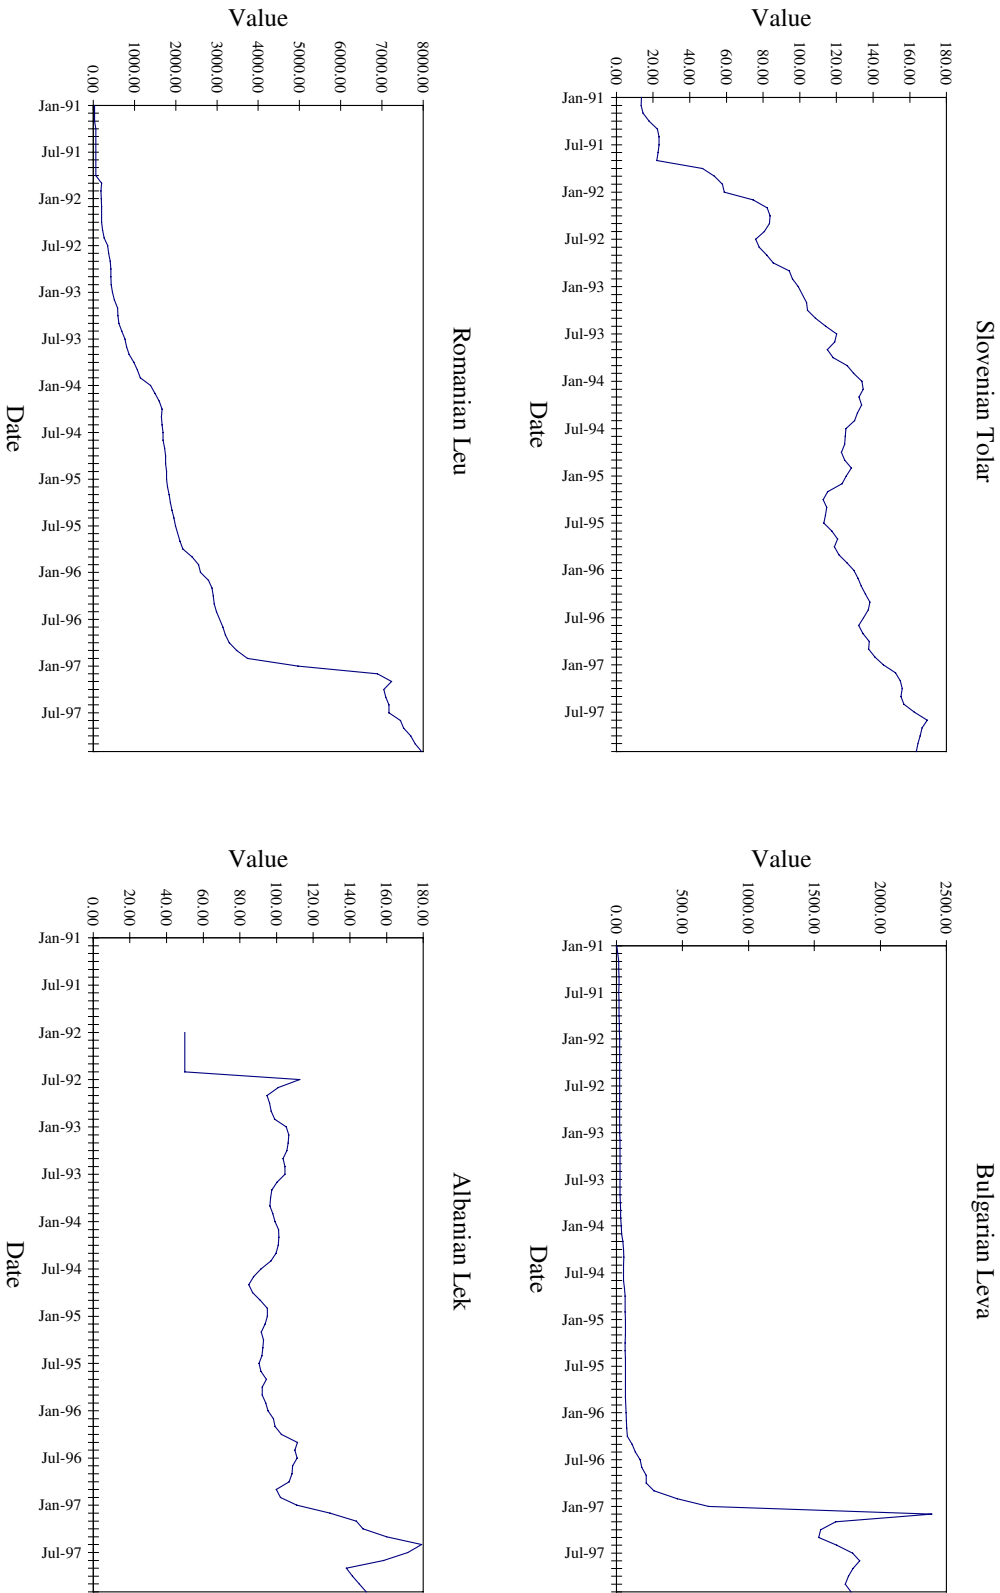 Slovenian Tolar
Value
0.00
20.00
40.00
60.00
80.00
100.00
120.00
140.00
160.00
180.00
Jan-91
Jul-91
Jan-92
Jul-92
Jan-93
Jul-93
Jan-94
Jul-94
Jan-95
Jul-95
Jan-96
Jul-96
Jan-97
Jul-97
Date
Bulgarian Leva
Value
0.00
500.00
1000.00
1500.00
2000.00
2500.00
Jan-91
Jul-91
Jan-92
Jul-92
Jan-93
Jul-93
Jan-94
Jul-94
Jan-95
Jul-95
Jan-96
Jul-96
Jan-97
Jul-97
Date
Romanian Leu
Value
0.00
1000.00
2000.00
3000.00
4000.00
5000.00
6000.00
7000.00
8000.00
Jan-91
Jul-91
Jan-92
Jul-92
Jan-93
Jul-93
Jan-94
Jul-94
Jan-95
Jul-95
Jan-96
Jul-96
Jan-97
Jul-97
Date
Albanian Lek
Value
0.00
20.00
40.00
60.00
80.00
100.00
120.00
140.00
160.00
180.00
Jan-91
Jul-91
Jan-92
Jul-92
Jan-93
Jul-93
Jan-94
Jul-94
Jan-95
Jul-95
Jan-96
Jul-96
Jan-97
Jul-97
Date